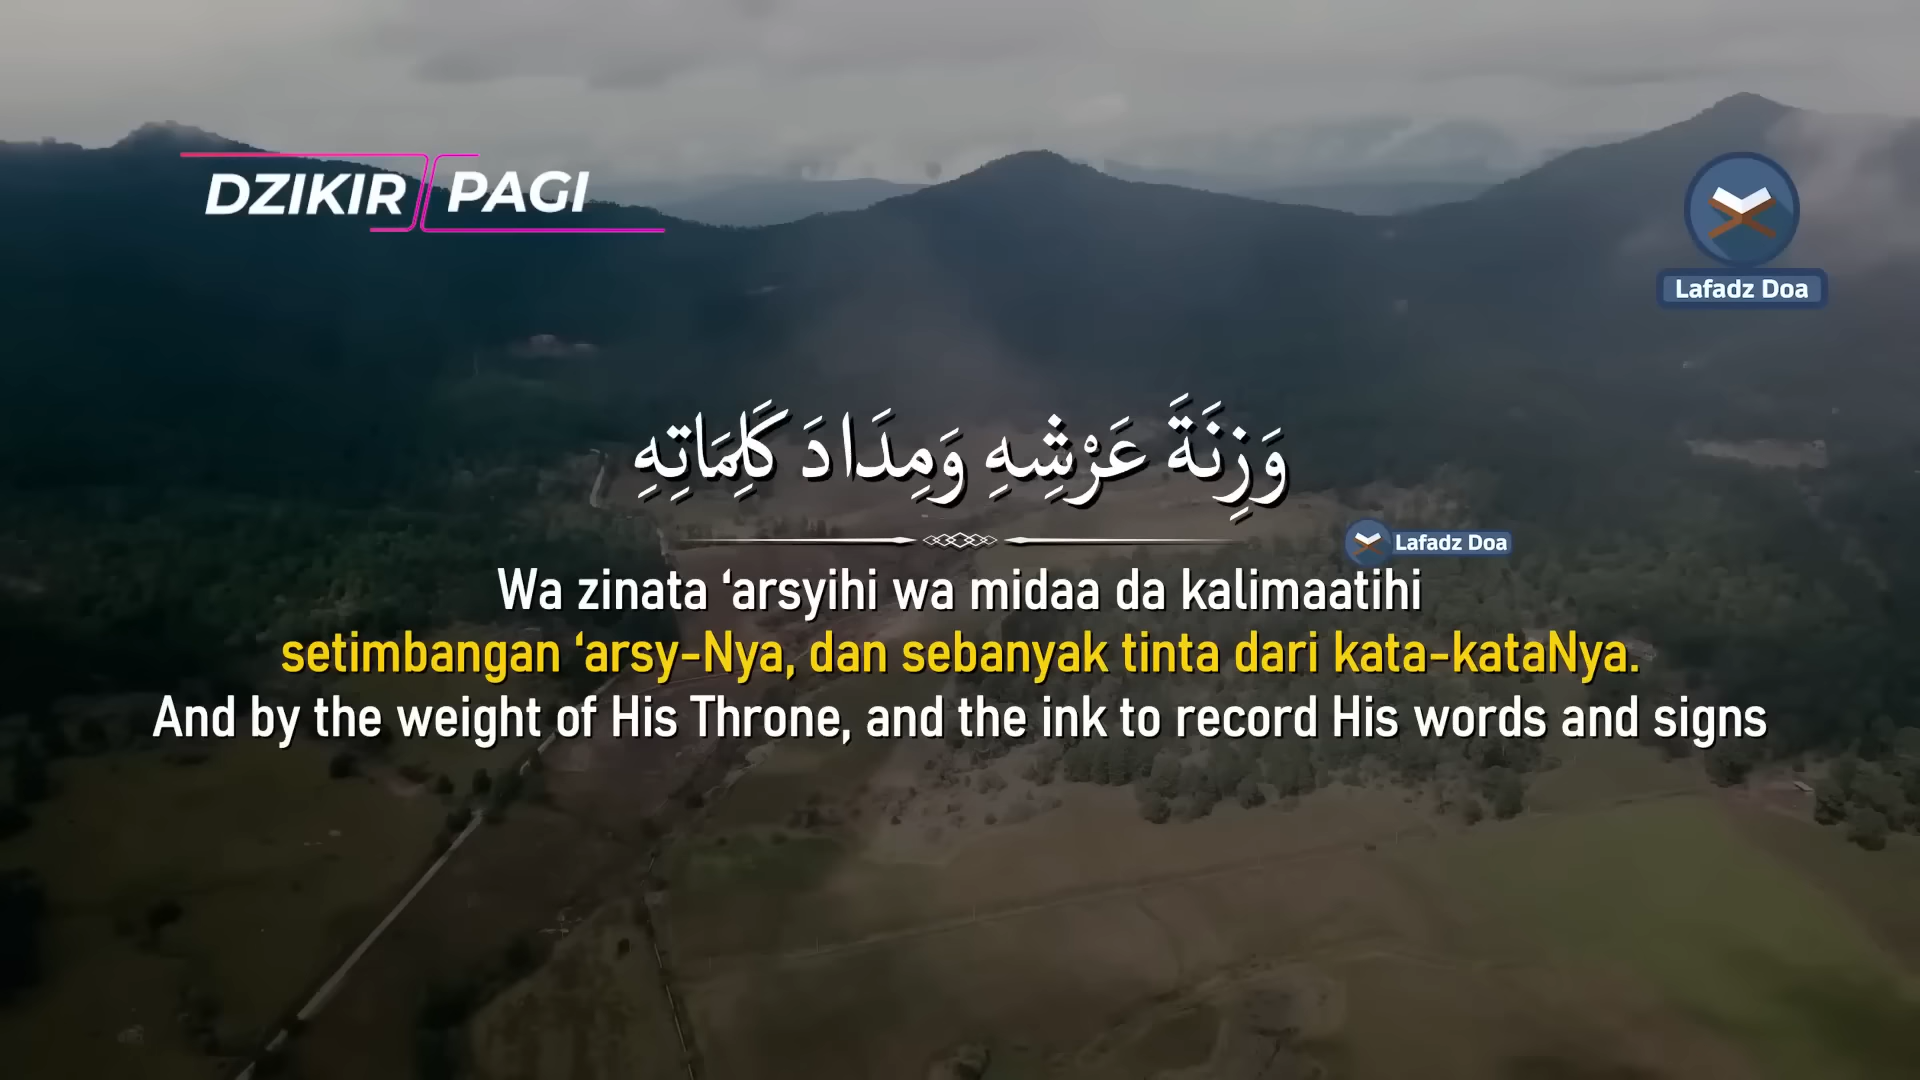 DZIKIR PAGI
Lafadz Doa
وَزِنَةَ عَرْشِهِ وَمِدَادَ كَلِمَاتِهِ
Lafadz Doa
Wa zinata ‘arsyihi wa midaa da kalimaatihi
setimbangan ‘arsy-Nya, dan sebanyak tinta dari kata-kataNya.
And by the weight of His Throne, and the ink to record His words and signs